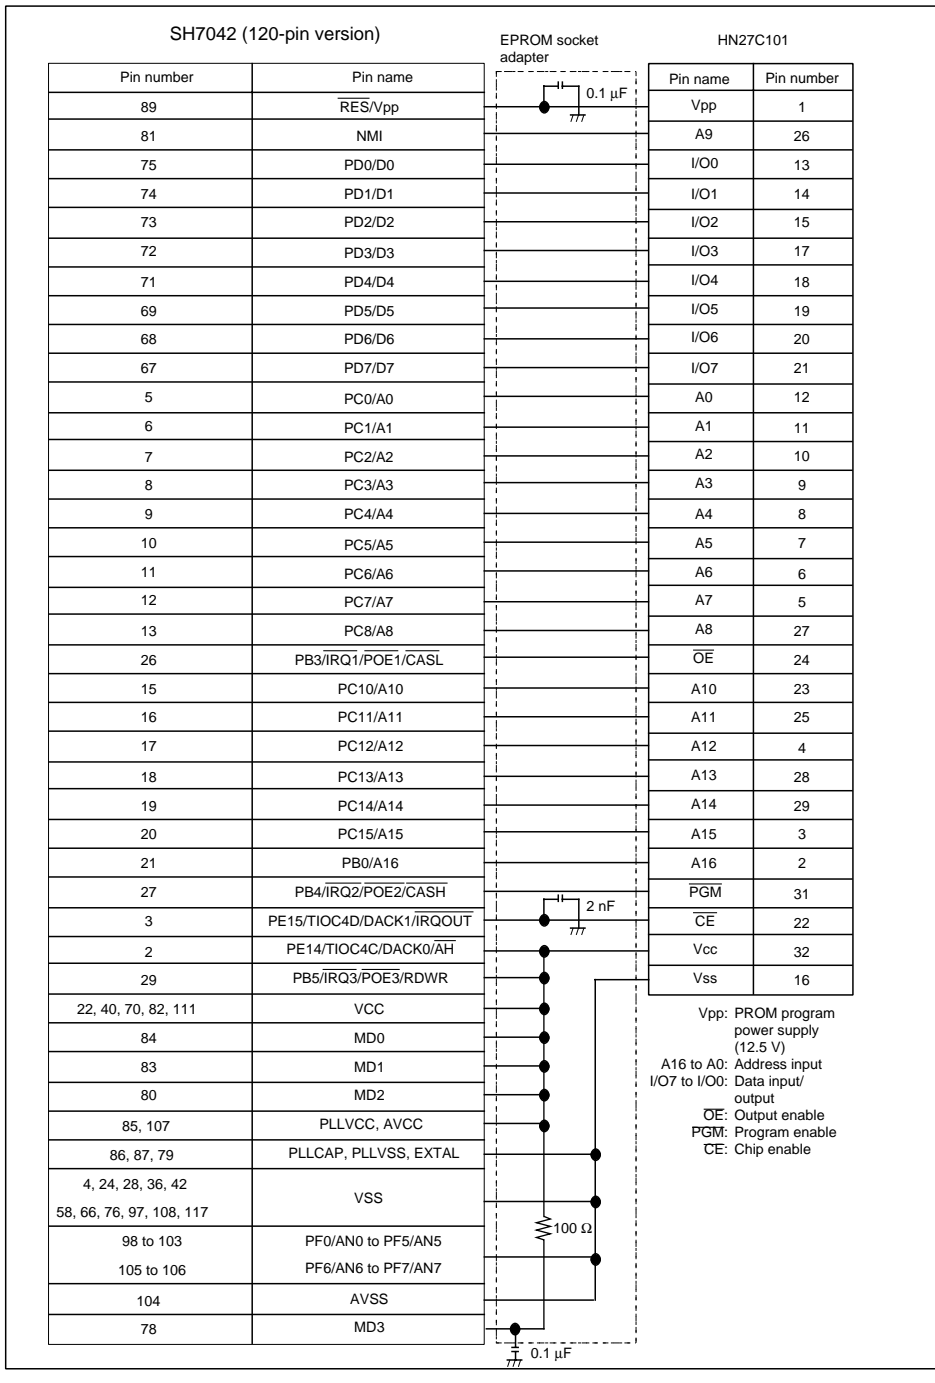 SH7042 (120-pin version) EPROM socket adapter HN27C101
Pin number Pin name Pin name Pin number
89 RES/Vpp 0.1 µF Vpp 1
81 NMI A9 26
75 PD0/D0 I/O0 13
74 PD1/D1 I/O1 14
73 PD2/D2 I/O2 15
72 PD3/D3 I/O3 17
71 PD4/D4 I/O4 18
69 PD5/D5 I/O5 19
68 PD6/D6 I/O6 20
67 PD7/D7 I/O7 21
5 PC0/A0 A0 12
6 PC1/A1 A1 11
7 PC2/A2 A2 10
8 PC3/A3 A3 9
9 PC4/A4 A4 8
10 PC5/A5 A5 7
11 PC6/A6 A6 6
12 PC7/A7 A7 5
13 PC8/A8 A8 27
26 PB3/IRQ1/POE1/CASL OE 24
15 PC10/A10 A10 23
16 PC11/A11 A11 25
17 PC12/A12 A12 4
18 PC13/A13 A13 28
19 PC14/A14 A14 29
20 PC15/A15 A15 3
21 PB0/A16 A16 2
27 PB4/IRQ2/POE2/CASH PGM 31
3 PE15/TIOC4D/DACK1/IRQOUT 2 nF CE 22
2 PE14/TIOC4C/DACK0/AH Vcc 32
29 PB5/IRQ3/POE3/RDWR Vss 16
22, 40, 70, 82, 111 VCC
84 MD0
83 MD1
80 MD2
85, 107 PLLVCC, AVCC
86, 87, 79 PLLCAP, PLLVSS, EXTAL
4, 24, 28, 36, 42
58, 66, 76, 97, 108, 117 VSS
98 to 103 PF0/AN0 to PF5/AN5 100 Ω
105 to 106 PF6/AN6 to PF7/AN7
104 AVSS
78 MD3
0.1 µF
Vpp: PROM program
power supply
(12.5 V)
A16 to A0: Address input
I/O7 to I/O0: Data input/
output
OE: Output enable
PGM: Program enable
CE: Chip enable